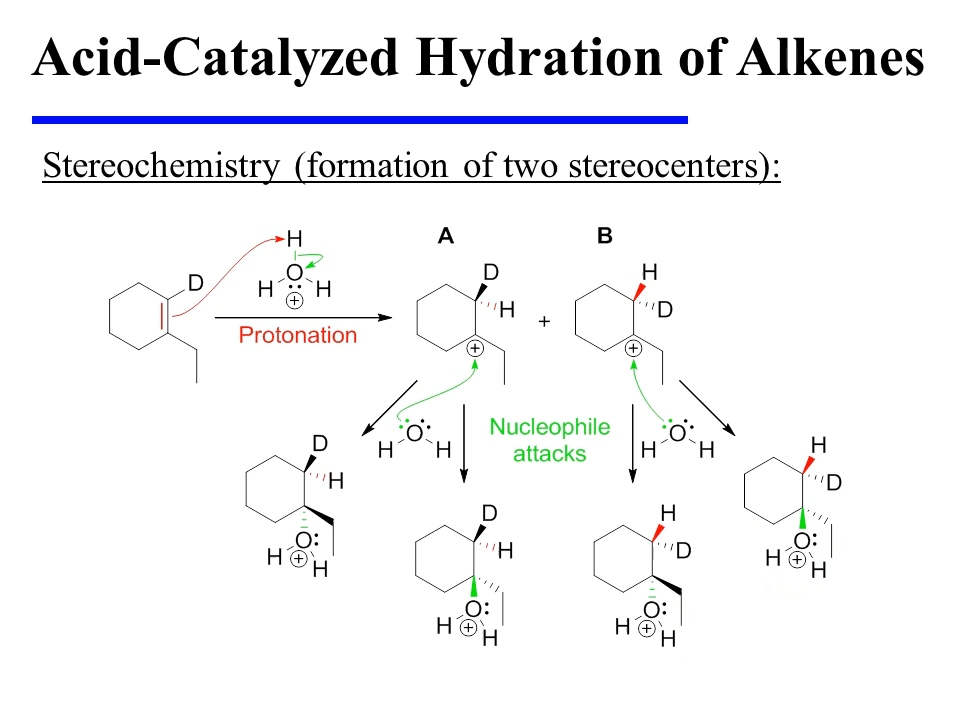 Acid-Catalyzed Hydration of Alkenes
Stereochemistry (formation of two stereocenters):
A B
H
D
O
H H
+
Protonation
D
H
+
+
H
D
+
O
H H
Nucleophile
attacks
O
H H
D
H
O
H + H
D
H
O
H + H
H
D
O
H + H
H
D
O
H + H